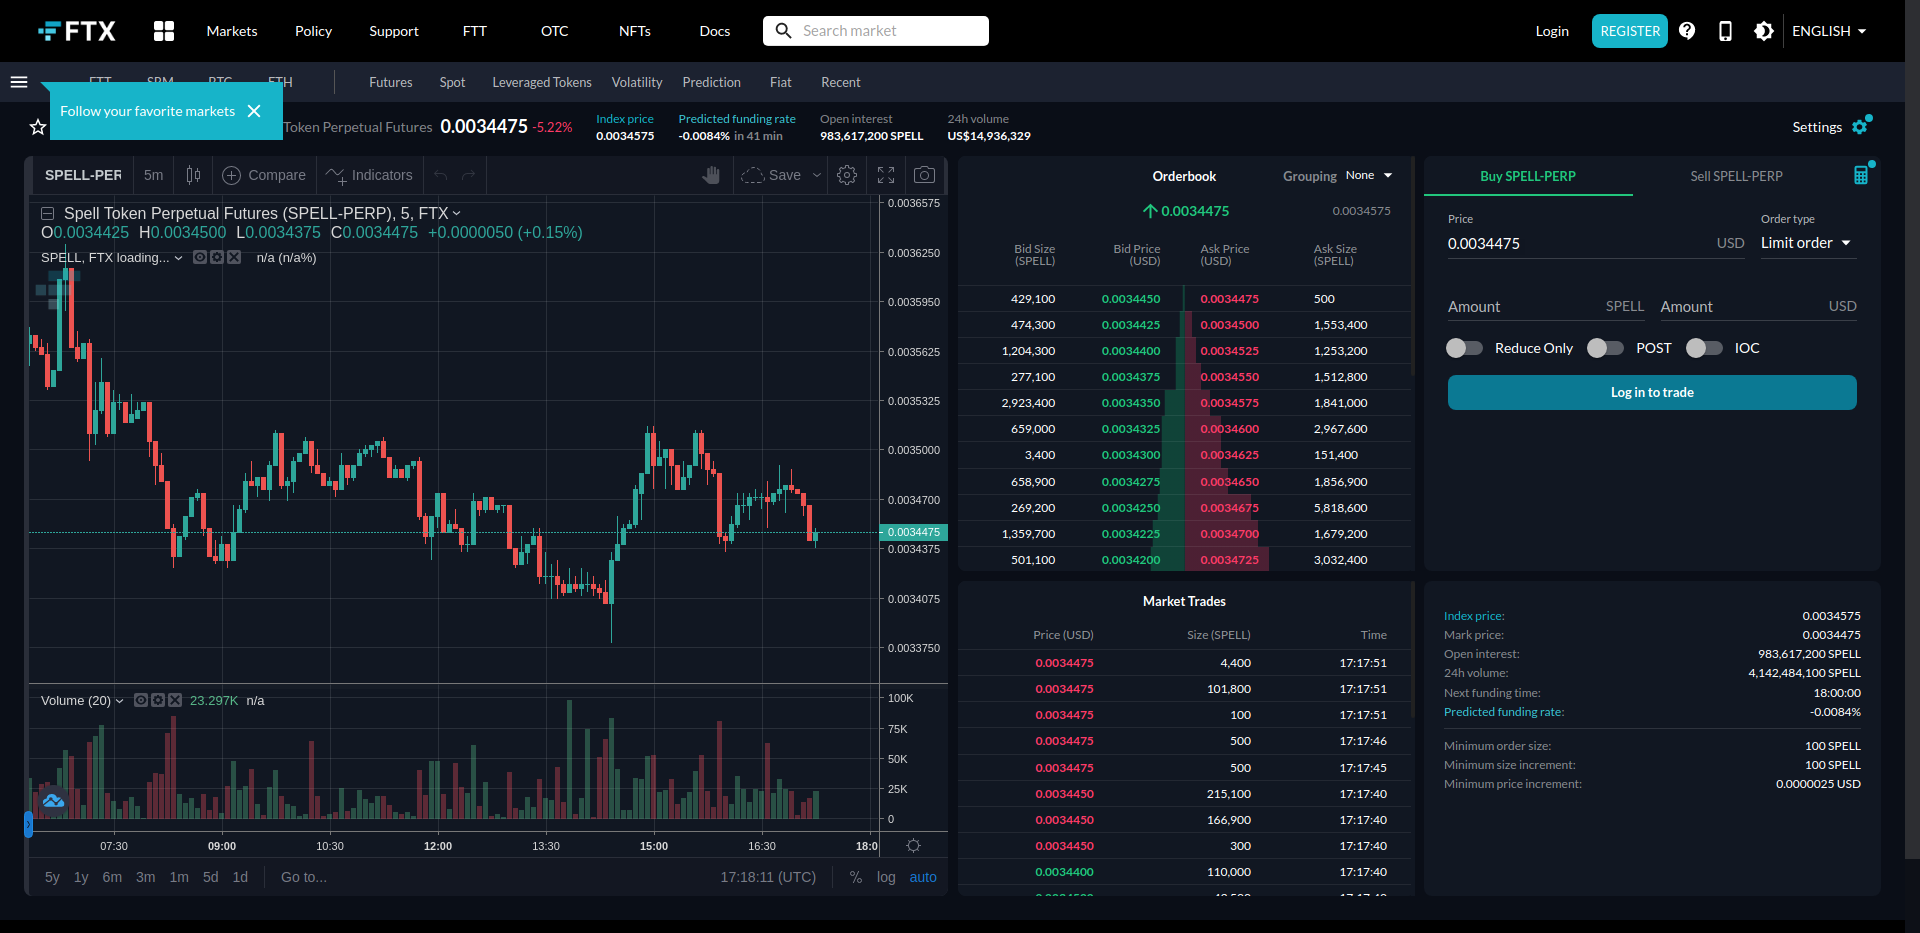 FTX Markets Policy Support FTT OTC NFTs Docs Search market Login REGISTER ENGLISH
FTT BTC ETH Futures Spot Leveraged Tokens Volatility Prediction Fiat Recent
Follow your favorite markets
Token Perpetual Futures 0.0034475 -5.22%
Index price
0.0034575
Predicted funding rate
-0.0084% in 41 min
Open interest
983,617,200 SPELL
24h volume
US$14,936,329
Settings
SPELL-PER 5m Compare Indicators Save
Spell Token Perpetual Futures (SPELL-PERP), 5, FTX
O0.0034425 H0.0034500 L0.0034375 C0.0034475 +0.0000050 (+0.15%)
SPELL, FTX loading... n/a (n/a%)
0.0036575
0.0036250
0.0035950
0.0035625
0.0035325
0.0035000
0.0034700
0.0034475
0.0034375
0.0034075
0.0033750
Volume (20) 23.297K n/a
100K
75K
50K
25K
0
07:30 09:00 10:30 12:00 13:30 15:00 16:30 18:0
5y 1y 6m 3m 1m 5d 1d Go to... 17:18:11 (UTC) % log auto
Orderbook Grouping None
0.0034475 0.0034575
Bid Size (SPELL) Bid Price (USD) Ask Price (USD) Ask Size (SPELL)
429,100 0.0034450 0.0034475 500
474,300 0.0034425 0.0034500 1,553,400
1,204,300 0.0034400 0.0034525 1,253,200
277,100 0.0034375 0.0034550 1,512,800
2,923,400 0.0034350 0.0034575 1,841,000
659,000 0.0034325 0.0034600 2,967,600
3,400 0.0034300 0.0034625 151,400
658,900 0.0034275 0.0034650 1,856,900
269,200 0.0034250 0.0034675 5,818,600
1,359,700 0.0034225 0.0034700 1,679,200
501,100 0.0034200 0.0034725 3,032,400
Market Trades
Price (USD) Size (SPELL) Time
0.0034475 4,400 17:17:51
0.0034475 101,800 17:17:51
0.0034475 100 17:17:51
0.0034475 500 17:17:46
0.0034475 500 17:17:45
0.0034450 215,100 17:17:40
0.0034450 166,900 17:17:40
0.0034450 300 17:17:40
0.0034400 110,000 17:17:40
Buy SPELL-PERP Sell SPELL-PERP
Price Order type
0.0034475 USD Limit order
Amount SPELL Amount USD
Reduce Only POST IOC
Log in to trade
Index price: 0.0034575
Mark price: 0.0034475
Open interest: 983,617,200 SPELL
24h volume: 4,142,484,100 SPELL
Next funding time: 18:00:00
Predicted funding rate: -0.0084%
Minimum order size: 100 SPELL
Minimum size increment: 100 SPELL
Minimum price increment: 0.0000025 USD